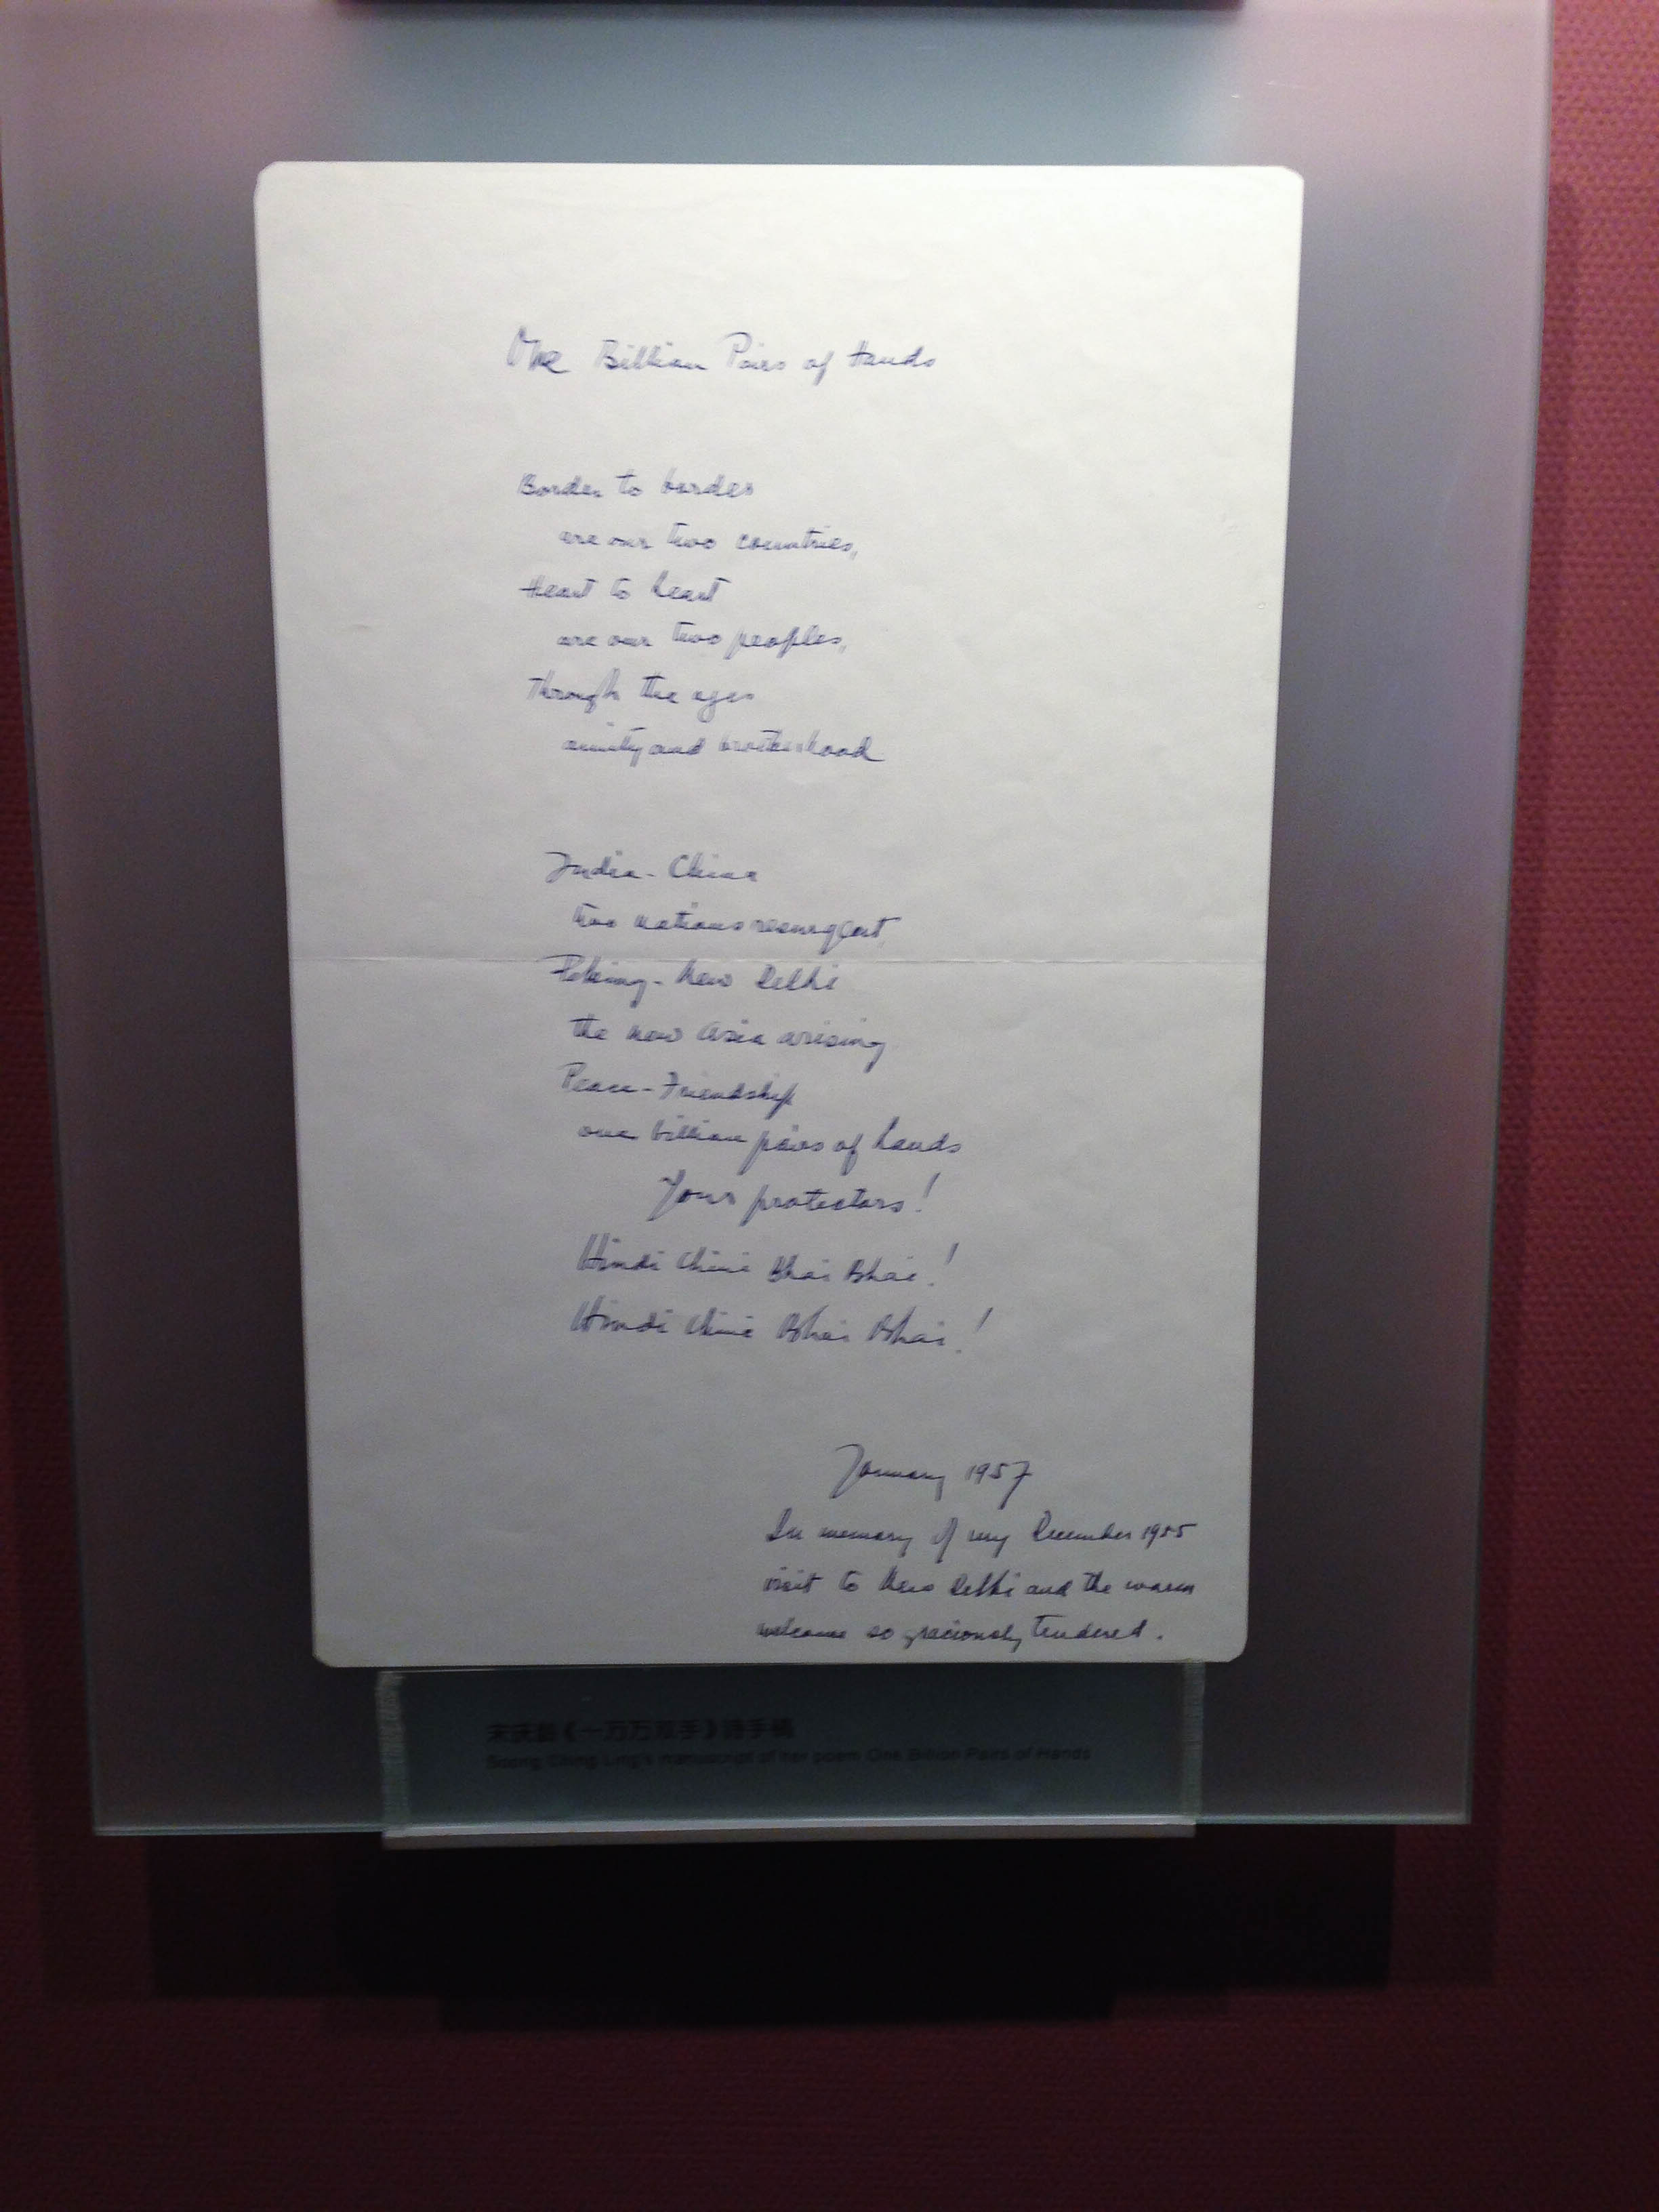 One Billion Pairs of Hands
Border to border
are our two countries,
Heart to heart
are our two peoples,
Through the ages
amity and brotherhood
India - China
two nations resurgent,
Peking - New Delhi
the new Asia arising
Peace - Friendship
one billion pairs of hands
Your protectors!
Hindi Chini Bhai Bhai!
Hindi Chini Bhai Bhai!
January 1957
In memory of my December 1955
visit to New Delhi and the warm
welcome so graciously tendered.
宋庆龄《一万万双手》诗手稿
Soong Ching Ling's manuscript of her poem One Billion Pairs of Hands